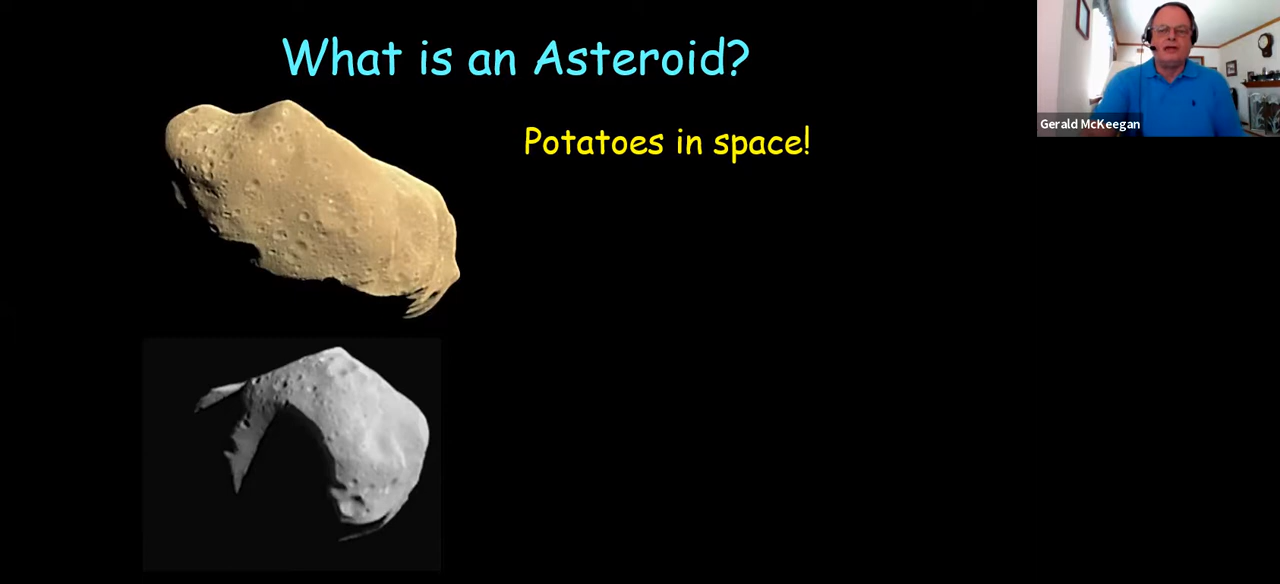 What is an Asteroid?
Potatoes in space!
Gerald McKeegan